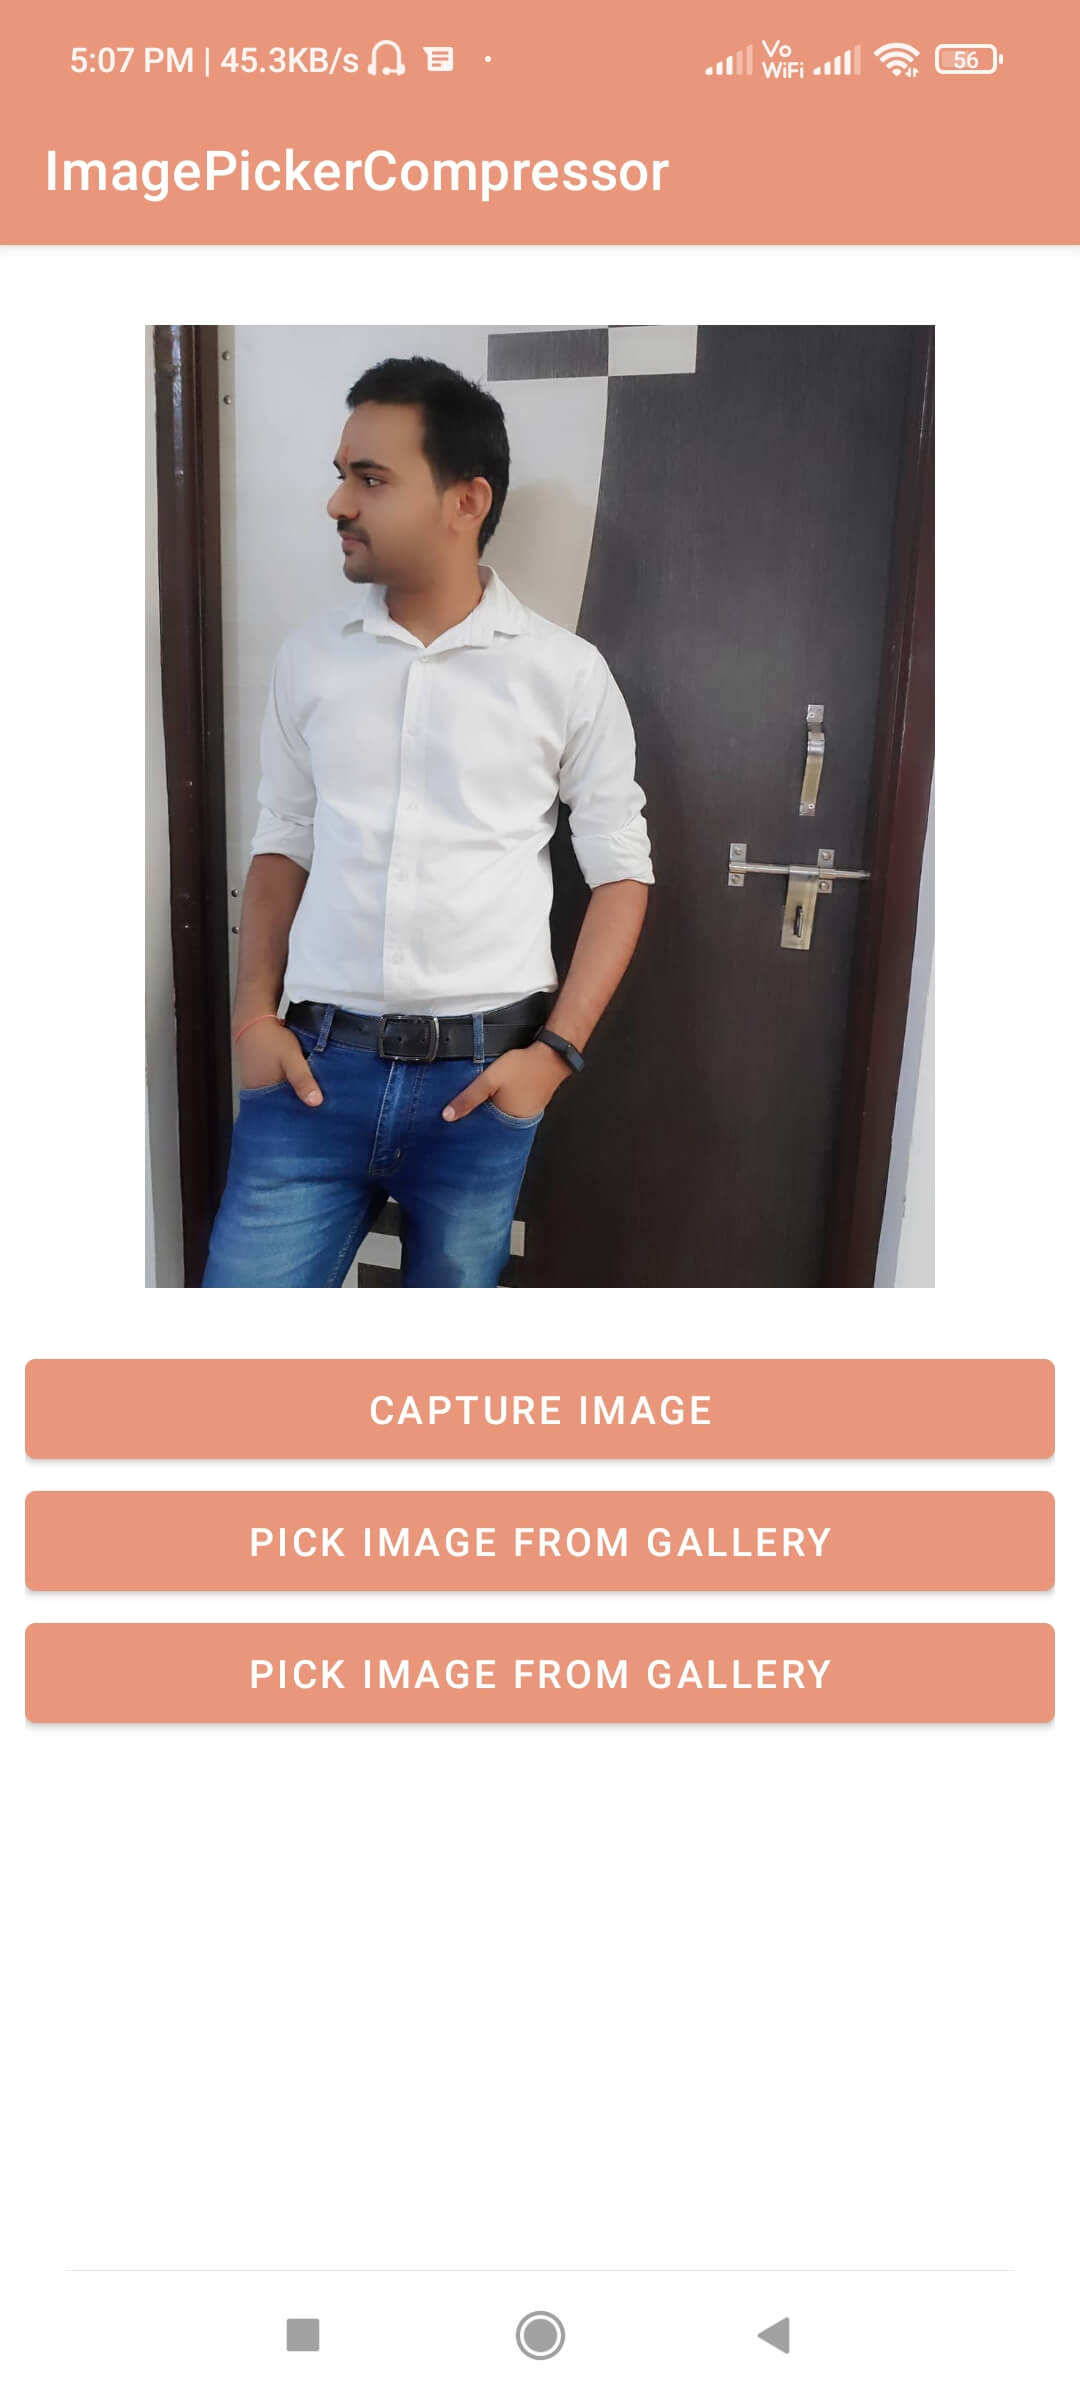 5:07 PM | 45.3KB/s
Vo
WiFi
56
ImagePickerCompressor
CAPTURE IMAGE
PICK IMAGE FROM GALLERY
PICK IMAGE FROM GALLERY